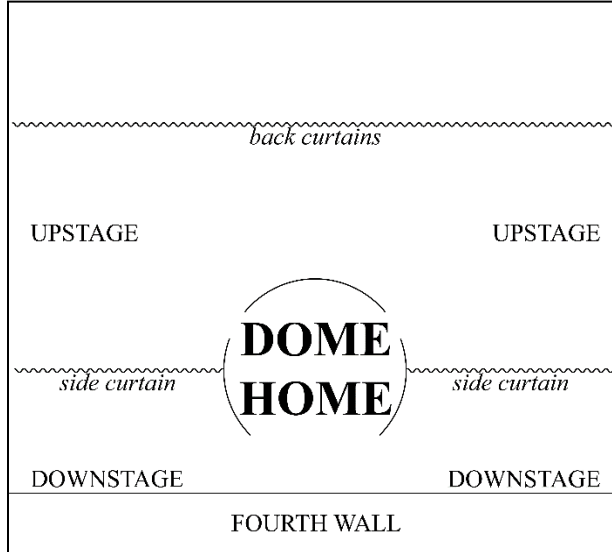 back curtains
UPSTAGE UPSTAGE
DOME
HOME
side curtain side curtain
DOWNSTAGE DOWNSTAGE
FOURTH WALL